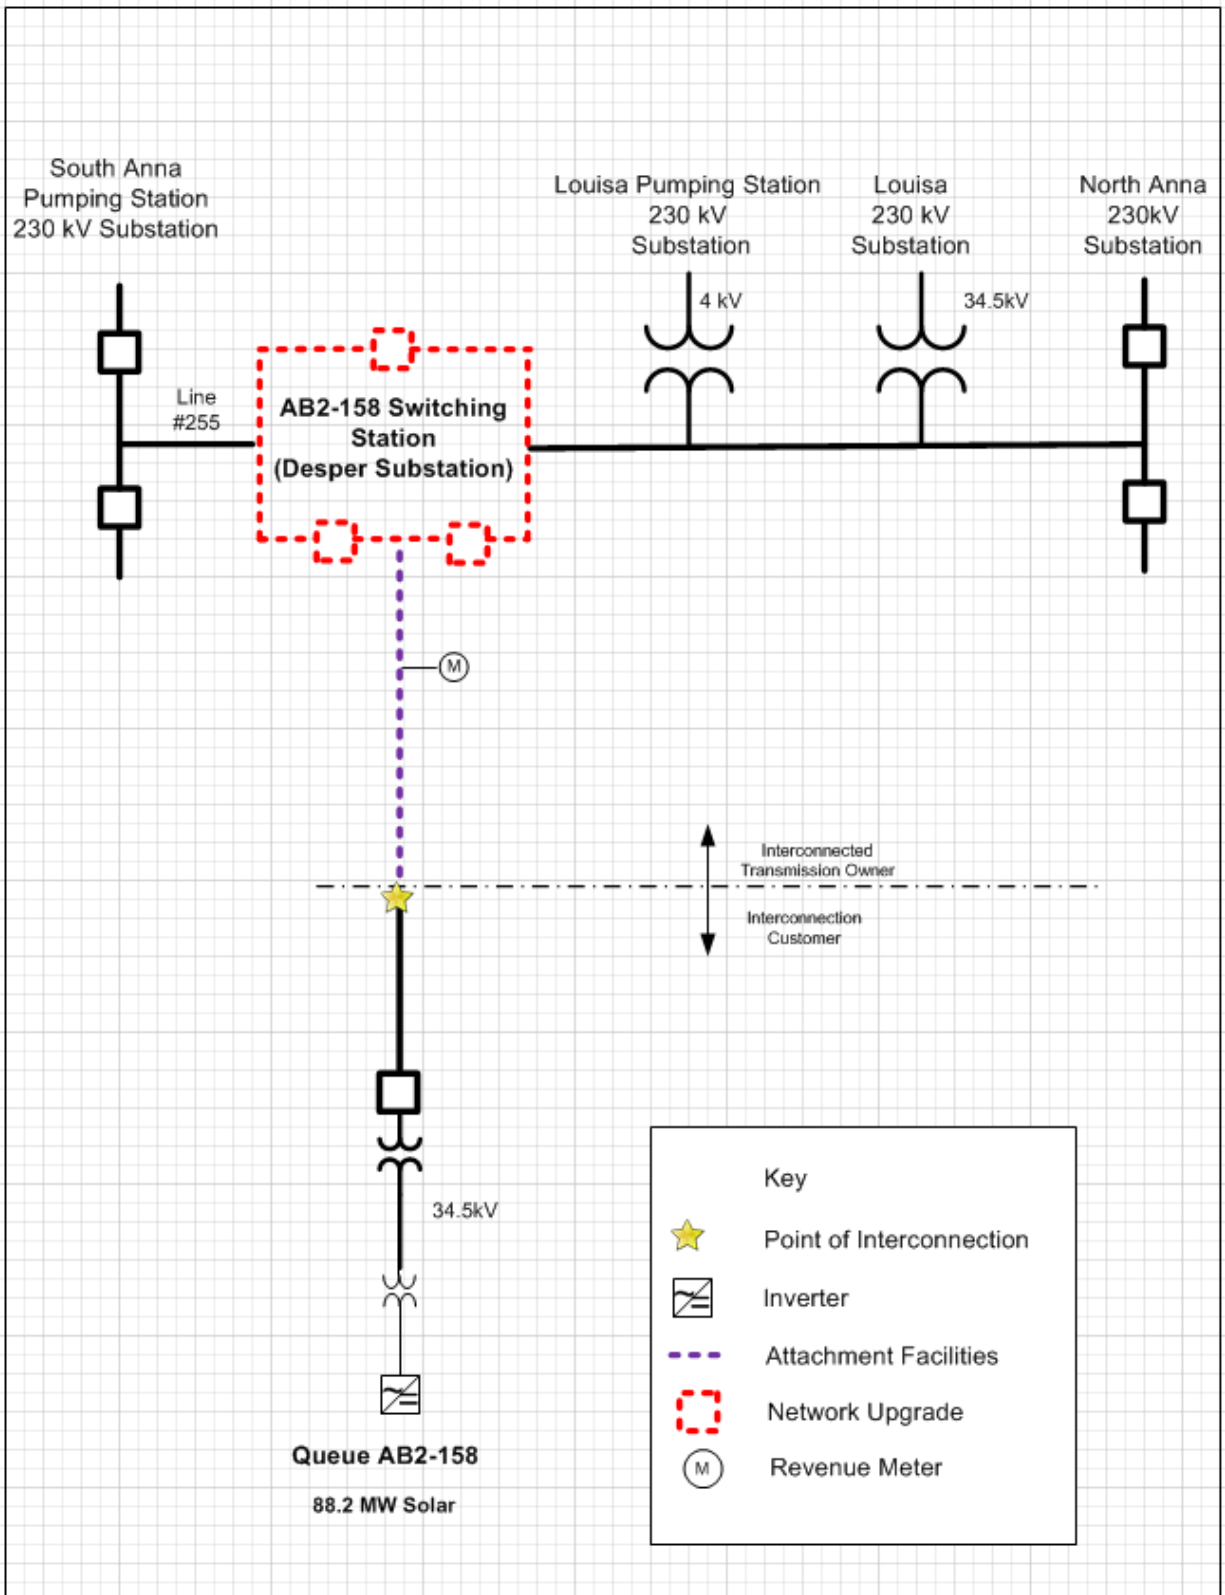 South Anna
Pumping Station
230 kV Substation
Louisa Pumping Station
230 kV
Substation
Louisa
230 kV
Substation
North Anna
230kV
Substation
4 kV
34.5kV
Line
#255
AB2-158 Switching
Station
(Desper Substation)
M
Interconnected
Transmission Owner
Interconnection
Customer
34.5kV
Queue AB2-158
88.2 MW Solar
Key
Point of Interconnection
Inverter
Attachment Facilities
Network Upgrade
M
Revenue Meter